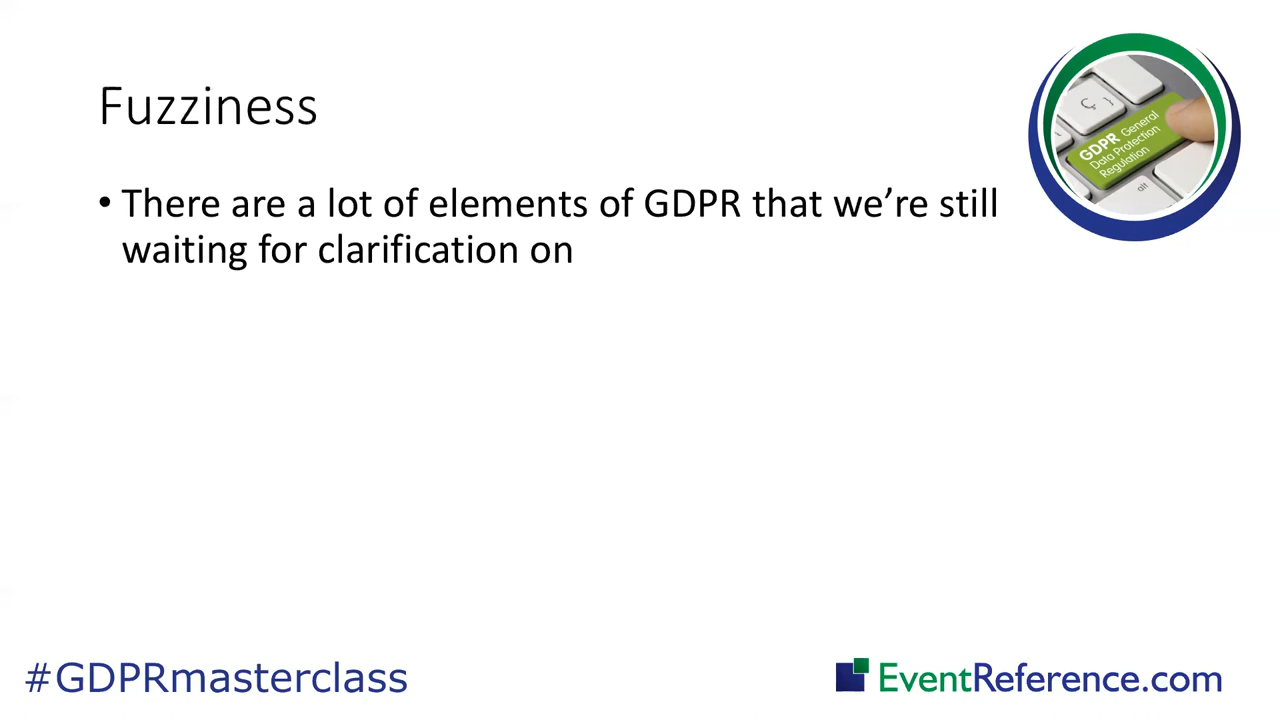 Fuzziness
• There are a lot of elements of GDPR that we’re still
waiting for clarification on
GDPR General
Data Protection
Regulation
alt
#GDPRmasterclass
EventReference.com